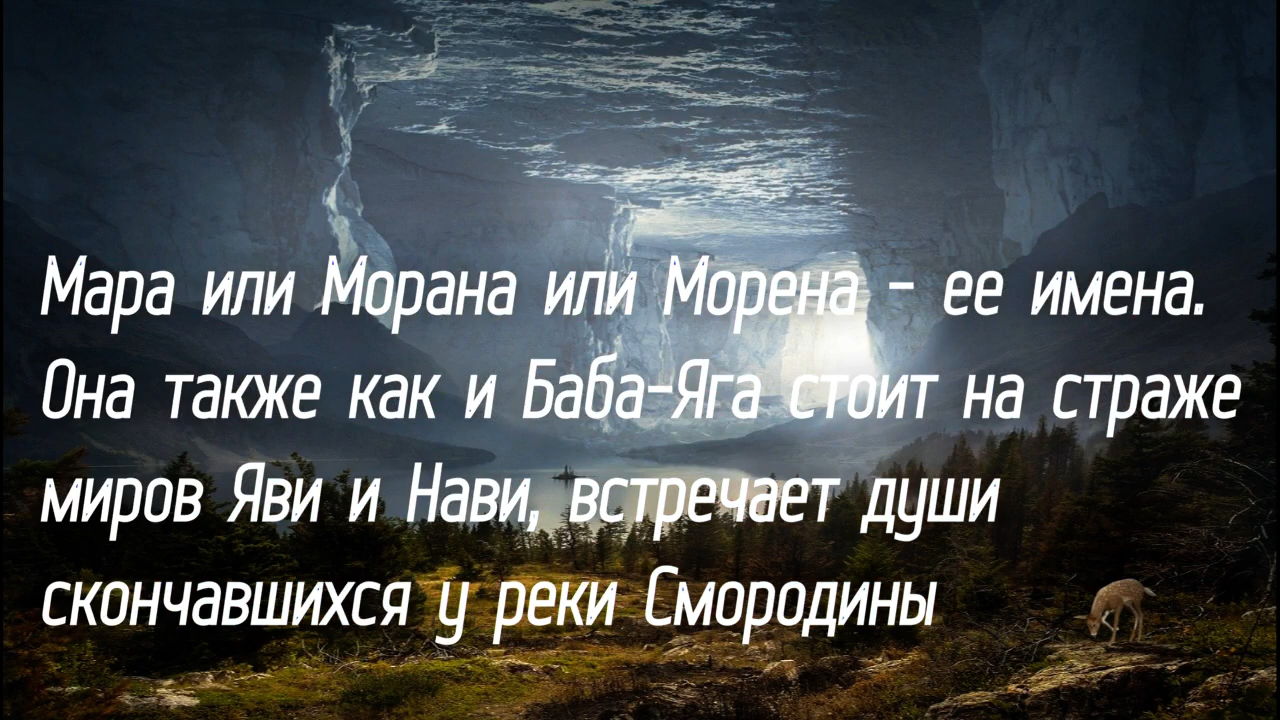 Мара или Морана или Морена - ее имена.
Она также как и Баба-Яга стоит на страже
миров Яви и Нави, встречает души
скончавшихся у реки Смородины